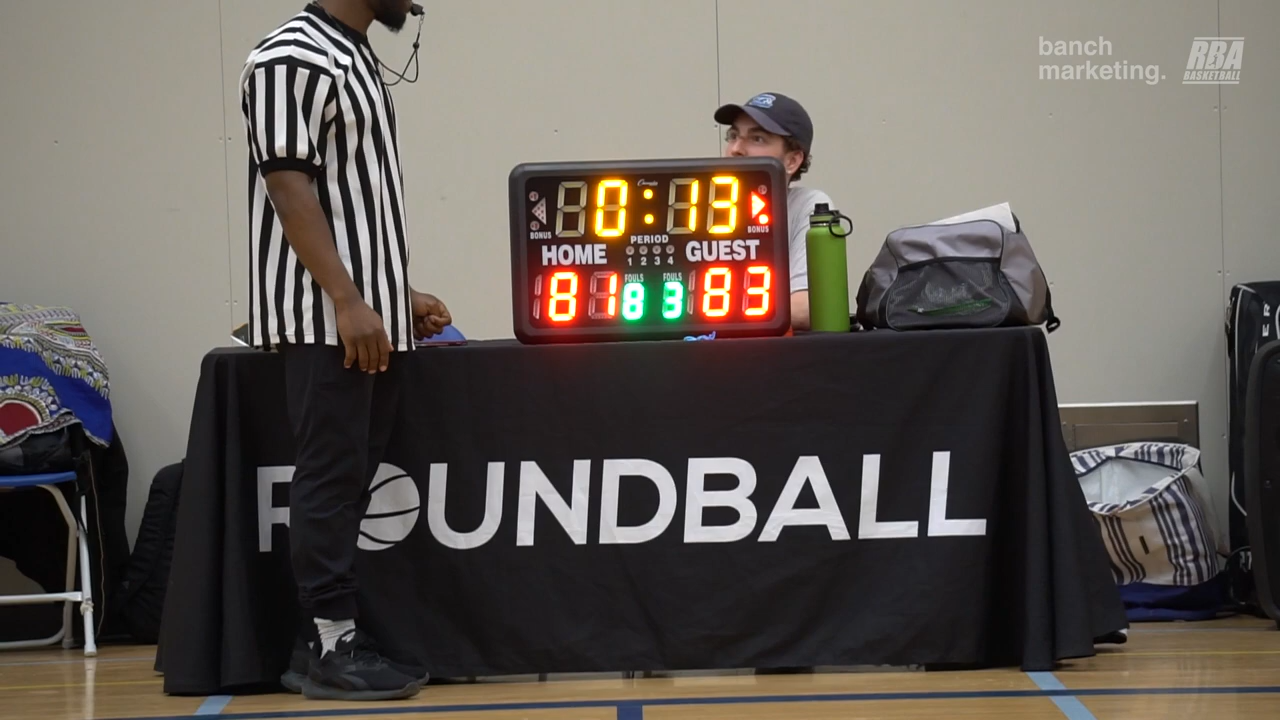 banch
marketing.
RBA
BASKETBALL
0:13
BONUS
BONUS
PERIOD
HOME
GUEST
1 2 3 4
FOULS
FOULS
81
8
3
83
ROUNDBALL